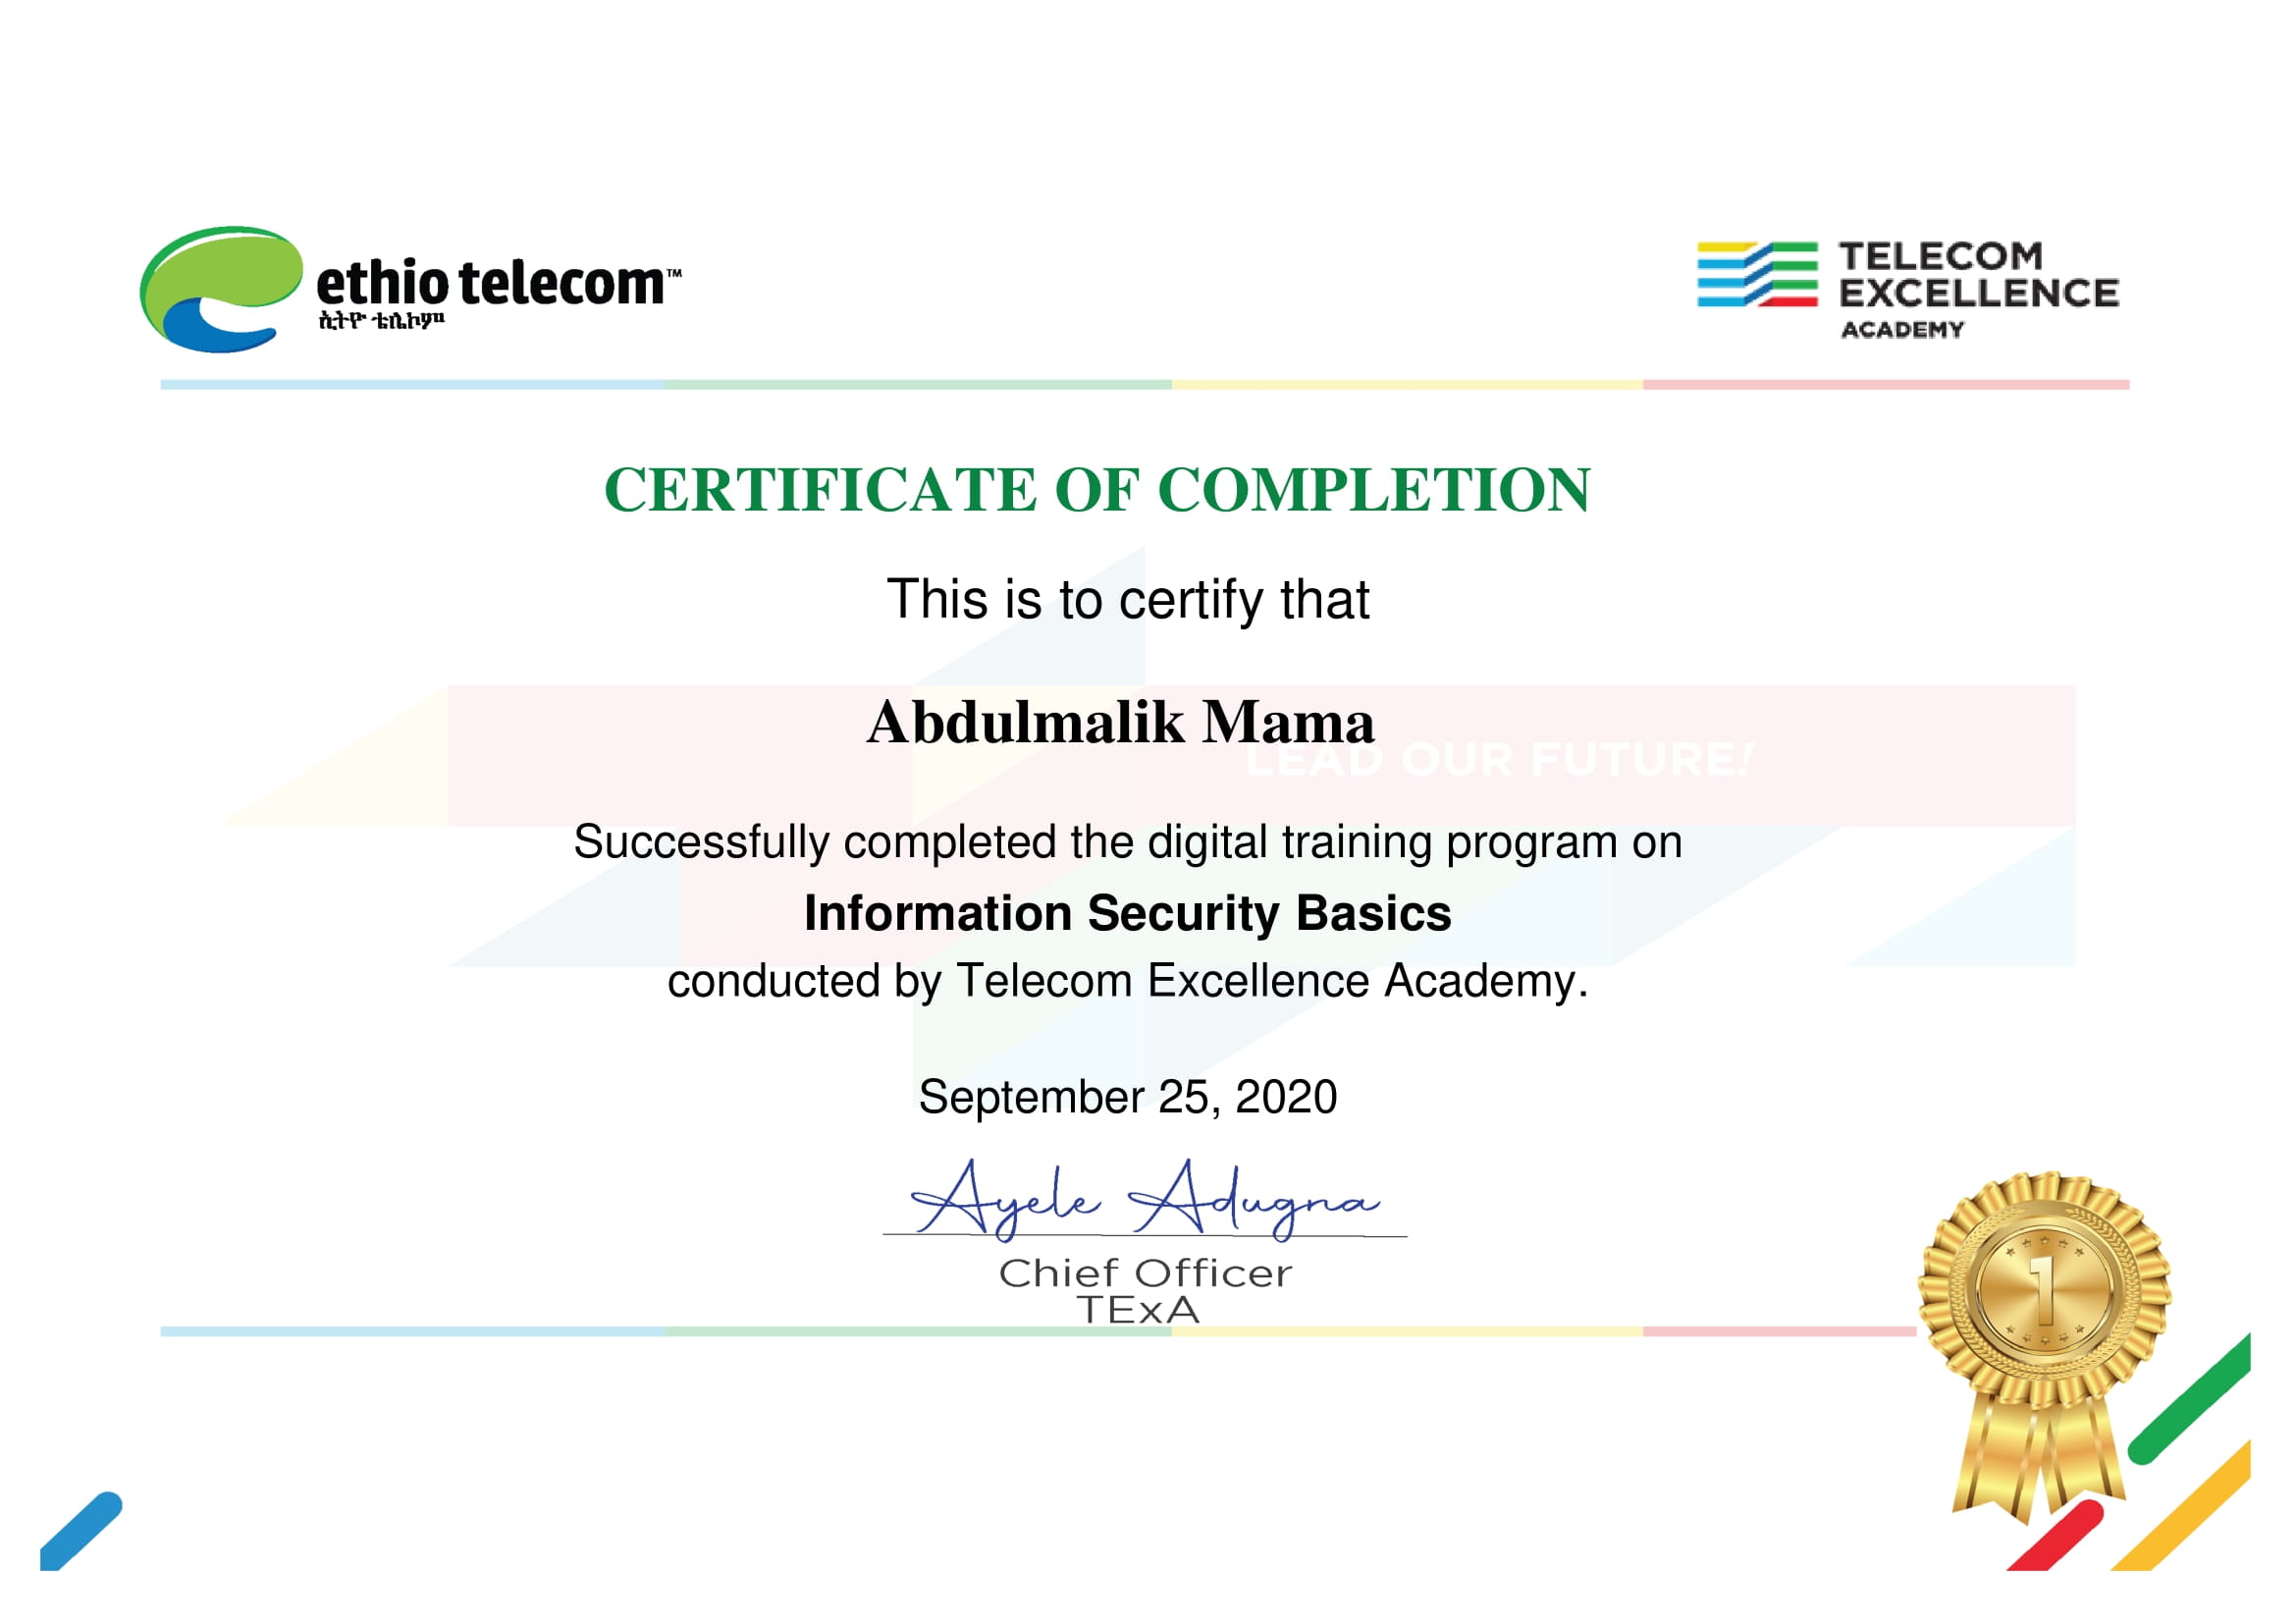 ethio telecom™
ኢትዮ ቴሌኮም
TELECOM
EXCELLENCE
ACADEMY
CERTIFICATE OF COMPLETION
This is to certify that
Abdulmalik Mama
LEAD OUR FUTURE!
Successfully completed the digital training program on
Information Security Basics
conducted by Telecom Excellence Academy.
September 25, 2020
Ayele Adugna
Chief Officer
TExA
1